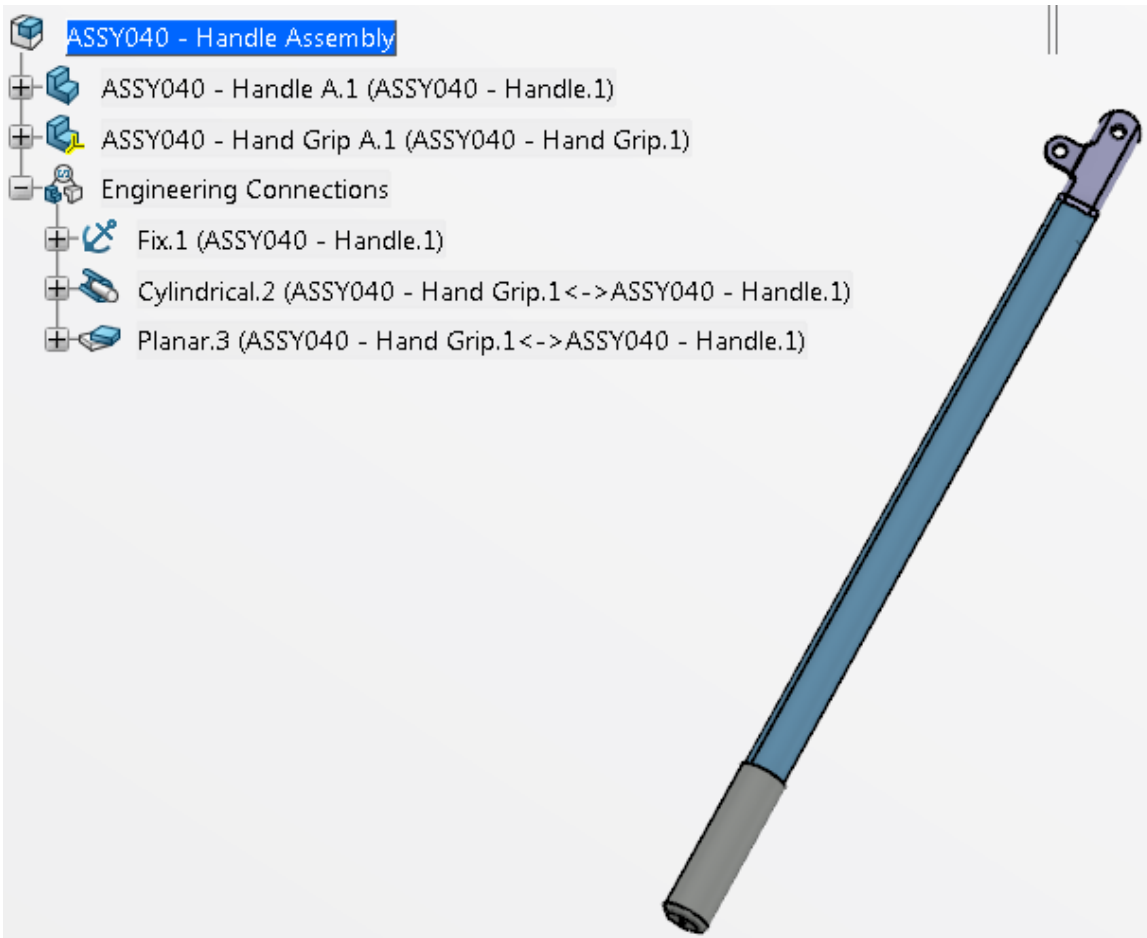 ASSY040 - Handle Assembly
ASSY040 - Handle A.1 (ASSY040 - Handle.1)
ASSY040 - Hand Grip A.1 (ASSY040 - Hand Grip.1)
Engineering Connections
Fix.1 (ASSY040 - Handle.1)
Cylindrical.2 (ASSY040 - Hand Grip.1<->ASSY040 - Handle.1)
Planar.3 (ASSY040 - Hand Grip.1<->ASSY040 - Handle.1)